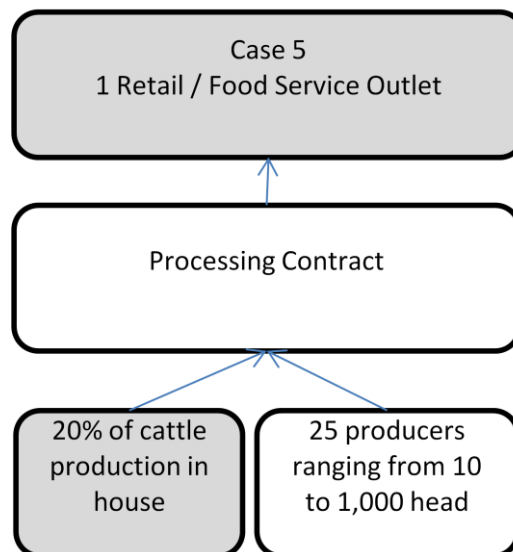 Case 5
1 Retail / Food Service Outlet
Processing Contract
20% of cattle
production in
house
25 producers
ranging from 10
to 1,000 head